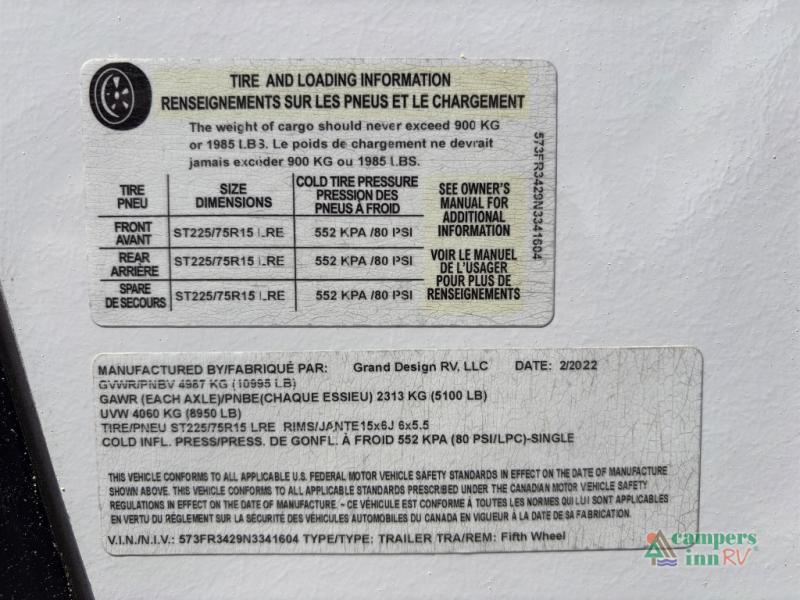 TIRE AND LOADING INFORMATION
RENSEIGNEMENTS SUR LES PNEUS ET LE CHARGEMENT
The weight of cargo should never exceed 900 KG
or 1985 LBS. Le poids de chargement ne devrait
jamais excéder 900 KG ou 1985 LBS.
573FR3429N3341604
TIRE
PNEU
SIZE
DIMENSIONS
COLD TIRE PRESSURE
PRESSION DES
PNEUS À FROID
FRONT
AVANT
ST225/75R15 LRE
552 KPA /80 PSI
REAR
ARRIÈRE
ST225/75R15 LRE
552 KPA /80 PSI
SPARE
DE SECOURS
ST225/75R15 LRE
552 KPA /80 PSI
SEE OWNER'S
MANUAL FOR
ADDITIONAL
INFORMATION
VOIR LE MANUEL
DE L'USAGER
POUR PLUS DE
RENSEIGNEMENTS
MANUFACTURED BY/FABRIQUÉ PAR: Grand Design RV, LLC DATE: 2/2022
GVWR/PNBV 4987 KG (10995 LB)
GAWR (EACH AXLE)/PNBE(CHAQUE ESSIEU) 2313 KG (5100 LB)
UVW 4060 KG (8950 LB)
TIRE/PNEU ST225/75R15 LRE RIMS/JANTE15x6J 6x5.5
COLD INFL. PRESS/PRESS. DE GONFL. À FROID 552 KPA (80 PSI/LPC)-SINGLE
THIS VEHICLE CONFORMS TO ALL APPLICABLE U.S. FEDERAL MOTOR VEHICLE SAFETY STANDARDS IN EFFECT ON THE DATE OF MANUFACTURE
SHOWN ABOVE. THIS VEHICLE CONFORMS TO ALL APPLICABLE STANDARDS PRESCRIBED UNDER THE CANADIAN MOTOR VEHICLE SAFETY
REGULATIONS IN EFFECT ON THE DATE OF MANUFACTURE. - CE VÉHICULE EST CONFORME À TOUTES LES NORMES QUI LUI SONT APPLICABLES
EN VERTU DU RÈGLEMENT SUR LA SÉCURITÉ DES VÉHICULES AUTOMOBILES DU CANADA EN VIGUEUR À LA DATE DE SA FABRICATION.
V.I.N./N.I.V.: 573FR3429N3341604 TYPE/TYPE: TRAILER TRA/REM: Fifth Wheel
campers
inn RV®